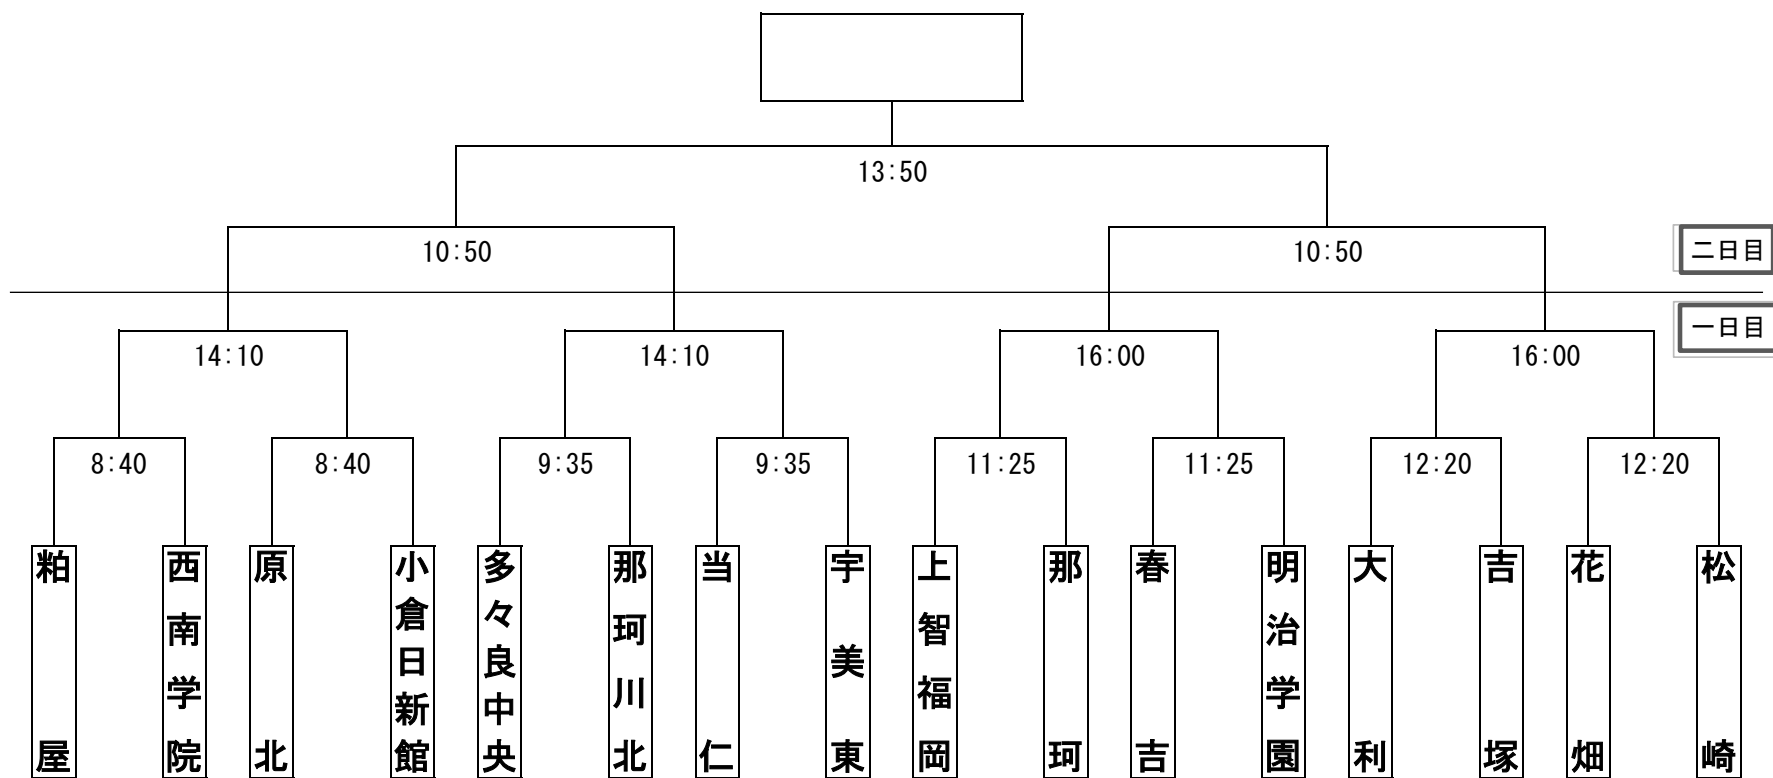 13:50
10:50
10:50
二日目
一日目
14:10
14:10
16:00
16:00
8:40
8:40
9:35
9:35
11:25
11:25
12:20
12:20
粕屋
西南学院
原北
小倉日新館
多々良中央
那珂川北
当仁
宇美東
上智福岡
那珂
春吉
明治学園
大利
吉塚
花畑
松崎